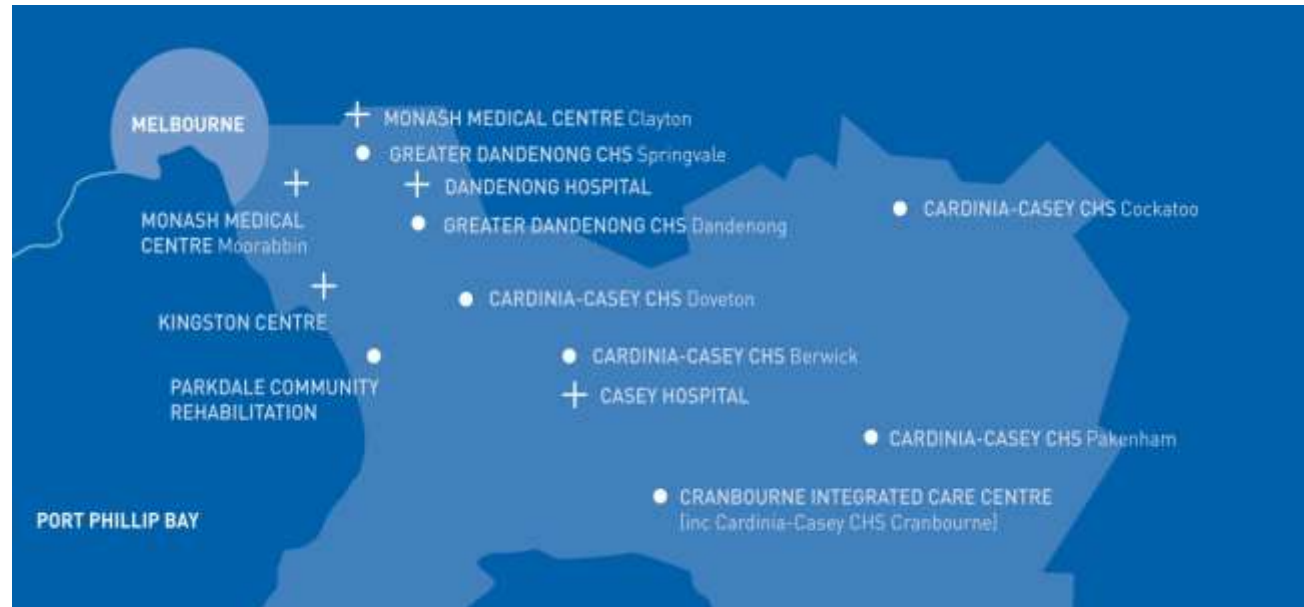 MELBOURNE
MONASH MEDICAL CENTRE Clayton
GREATER DANDENONG CHS Springvale
DANDENONG HOSPITAL
MONASH MEDICAL
CENTRE Moorabbin
GREATER DANDENONG CHS Dandenong
CARDINIA-CASEY CHS Cockatoo
CARDINIA-CASEY CHS Doveton
KINGSTON CENTRE
CARDINIA-CASEY CHS Berwick
PARKDALE COMMUNITY
REHABILITATION
CASEY HOSPITAL
CARDINIA-CASEY CHS Pakenham
CRANBOURNE INTEGRATED CARE CENTRE
(inc Cardinia-Casey CHS Cranbourne)
PORT PHILLIP BAY